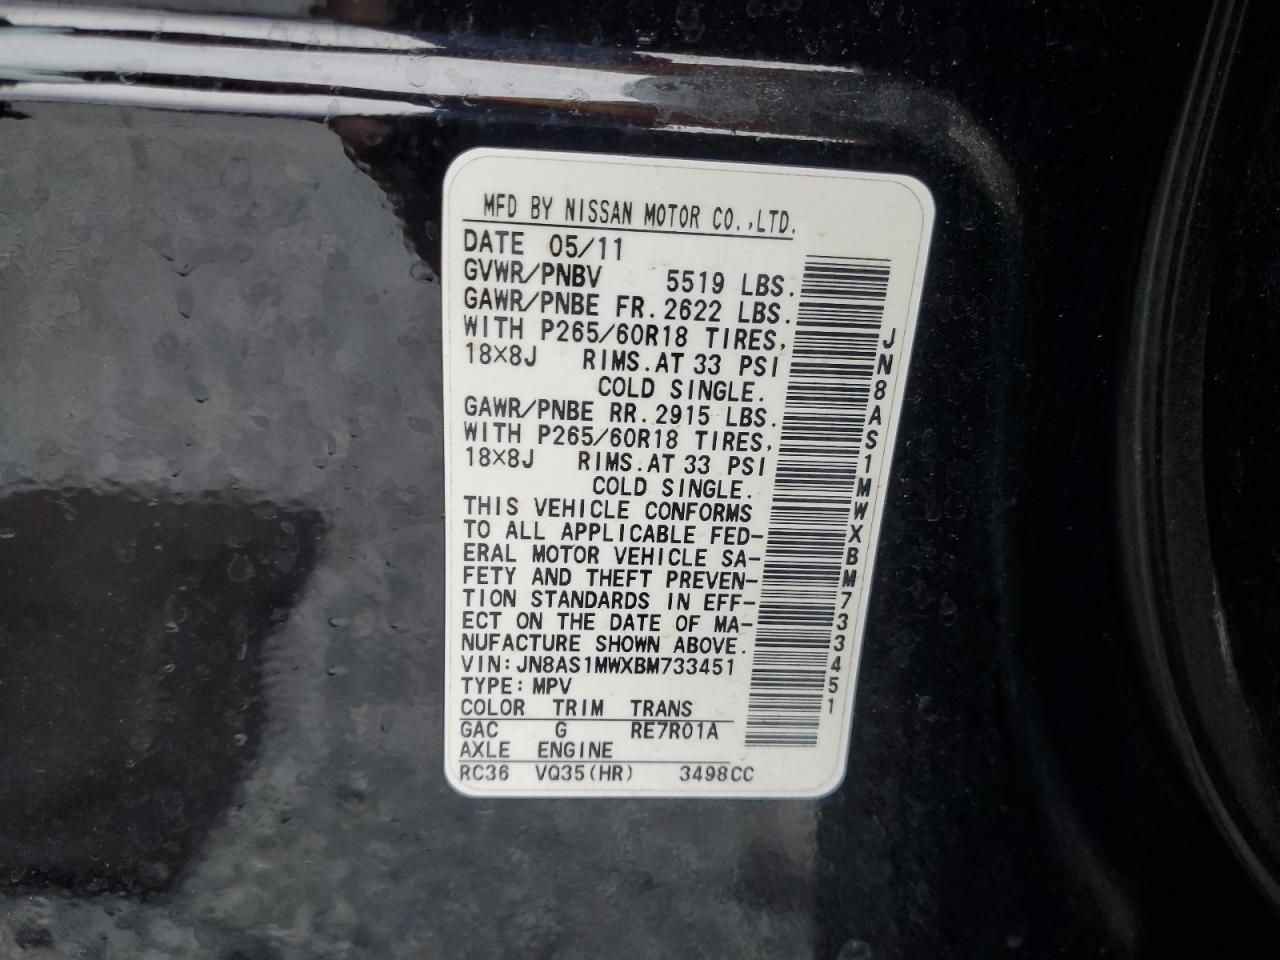 MFD BY NISSAN MOTOR CO.,LTD.
DATE 05/11
GVWR/PNBV 5519 LBS.
GAWR/PNBE FR. 2622 LBS.
WITH P265/60R18 TIRES,
18×8J RIMS. AT 33 PSI
COLD SINGLE.
GAWR/PNBE RR. 2915 LBS.
WITH P265/60R18 TIRES,
18×8J RIMS. AT 33 PSI
COLD SINGLE.
THIS VEHICLE CONFORMS
TO ALL APPLICABLE FED-
ERAL MOTOR VEHICLE SA-
FETY AND THEFT PREVEN-
TION STANDARDS IN EFF-
ECT ON THE DATE OF MA-
NUFACTURE SHOWN ABOVE.
VIN: JN8AS1MWXBM733451
TYPE: MPV
COLOR TRIM TRANS
GAC G RE7R01A
AXLE ENGINE
RC36 VQ35(HR) 3498CC
JN8AS1MWXBM733451